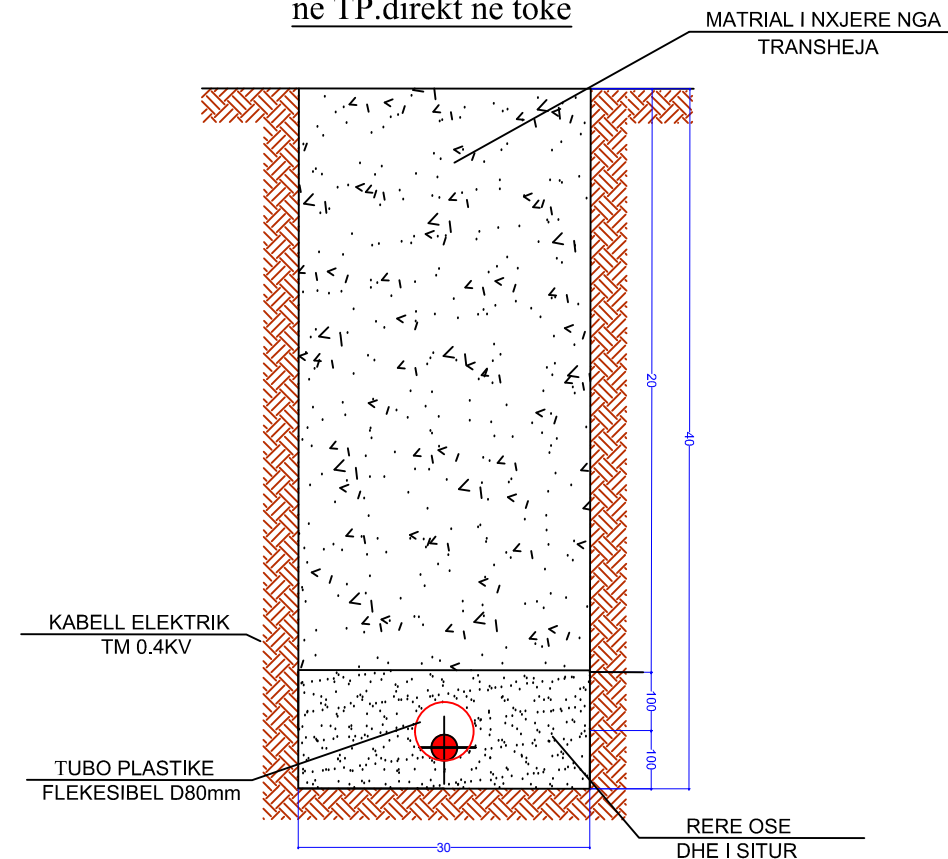 ne TP.direkt ne toke
MATRIAL I NXJERE NGA
TRANSHEJA
20
40
KABELL ELEKTRIK
TM 0.4KV
100
100
TUBO PLASTIKE
FLEKESIBEL D80mm
RERE OSE
DHE I SITUR
30